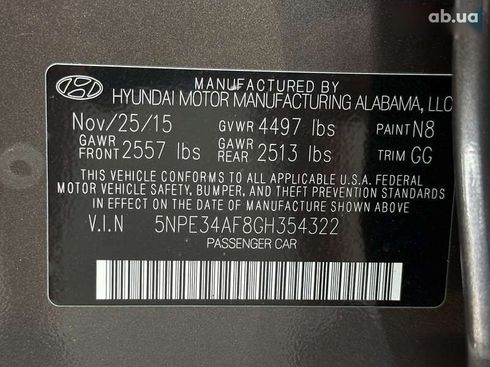 ab.ua
MANUFACTURED BY
HYUNDAI MOTOR MANUFACTURING ALABAMA, LLC
Nov/25/15 GVWR 4497 lbs PAINT N8
GAWR FRONT 2557 lbs GAWR REAR 2513 lbs TRIM GG
THIS VEHICLE CONFORMS TO ALL APPLICABLE U.S.A. FEDERAL
MOTOR VEHICLE SAFETY, BUMPER, AND THEFT PREVENTION STANDARDS
IN EFFECT ON THE DATE OF MANUFACTURE SHOWN ABOVE.
V.I.N 5NPE34AF8GH354322
PASSENGER CAR